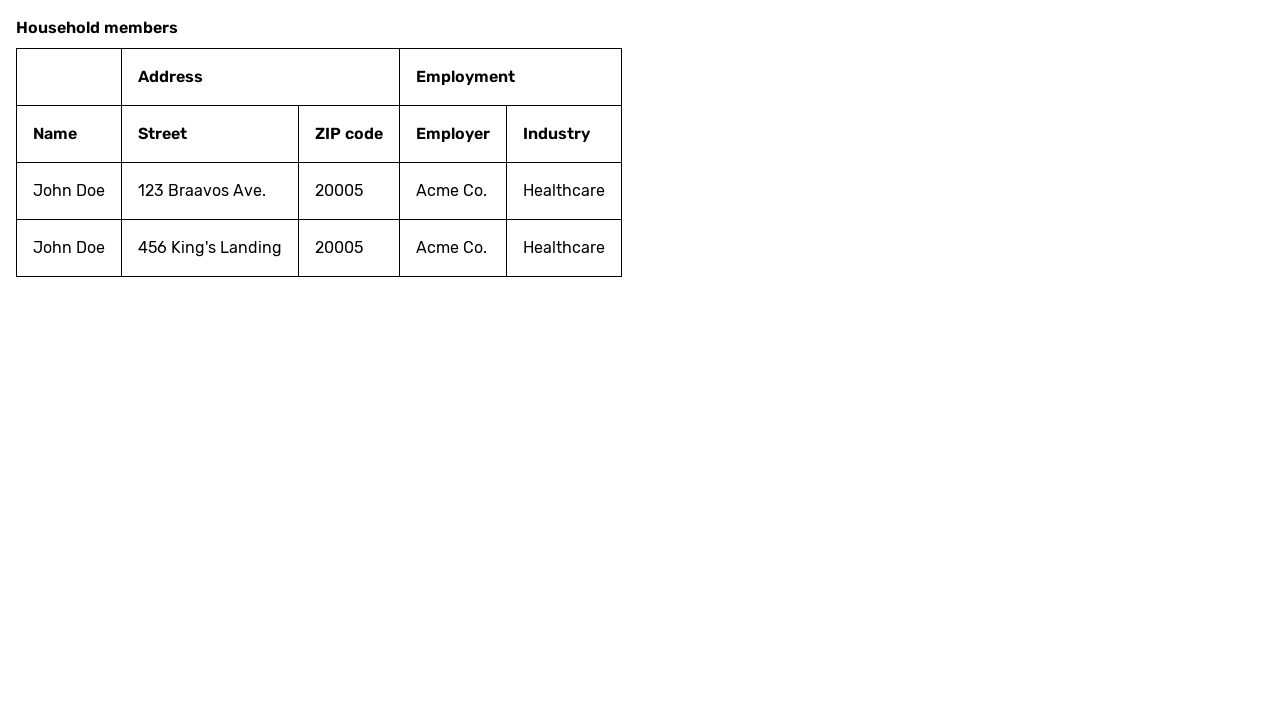 Household members
Address Employment
Name Street ZIP code Employer Industry
John Doe 123 Braavos Ave. 20005 Acme Co. Healthcare
John Doe 456 King's Landing 20005 Acme Co. Healthcare